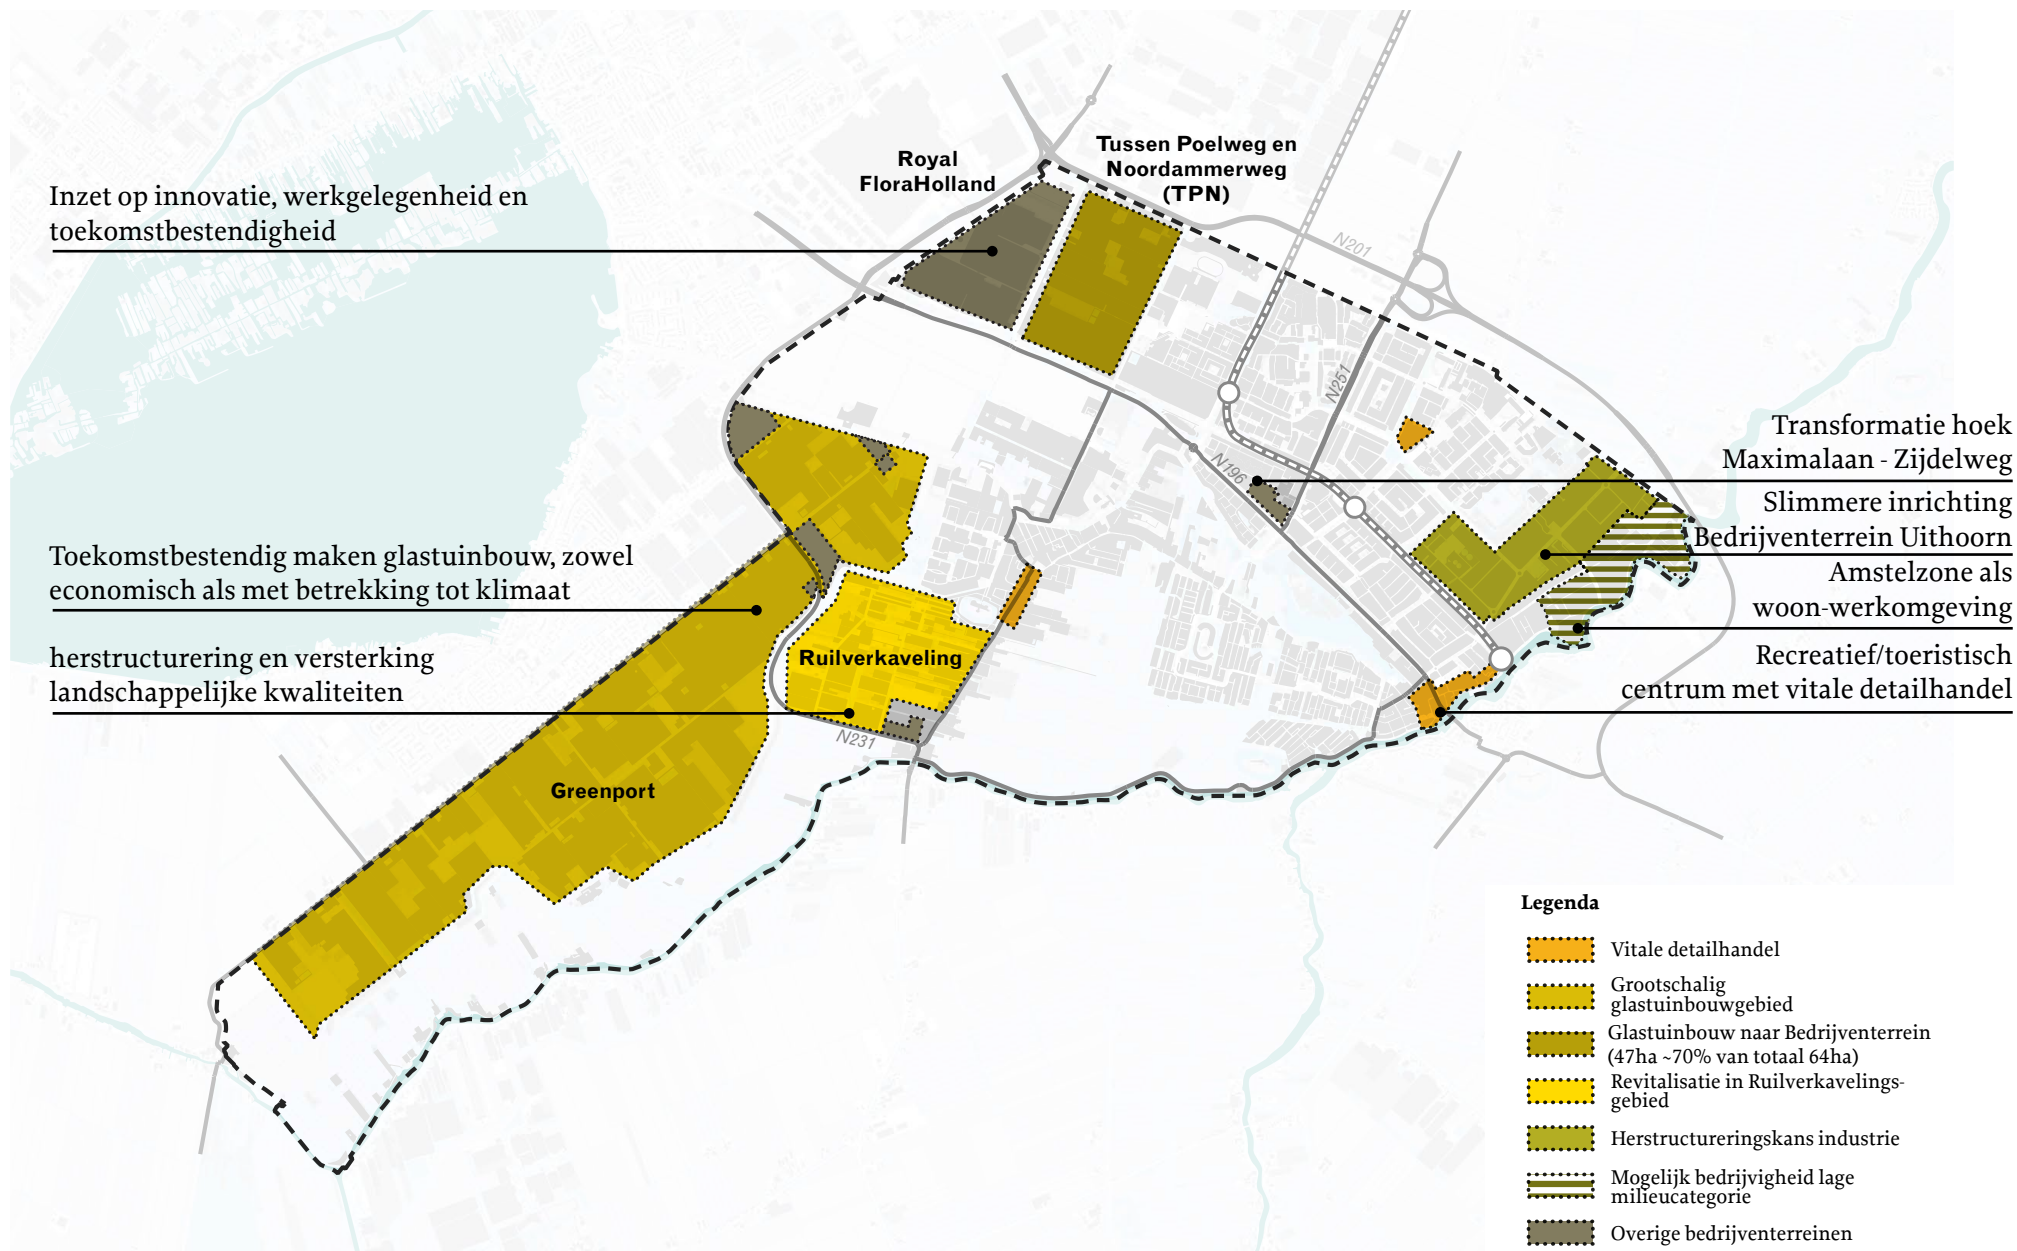 Royal
FloraHolland
Tussen Poelweg en
Noordammerweg
(TPN)
Inzet op innovatie, werkgelegenheid en
toekomstbestendigheid
N201
N251
N196
Transformatie hoek
Maximalaan - Zijdelweg
Slimmere inrichting
Bedrijventerrein Uithoorn
Amstelzone als
woon-werkomgeving
Recreatief/toeristisch
centrum met vitale detailhandel
Toekomstbestendig maken glastuinbouw, zowel
economisch als met betrekking tot klimaat
herstructurering en versterking
landschappelijke kwaliteiten
Ruilverkaveling
N231
Greenport
Legenda
Vitale detailhandel
Grootschalig
glastuinbouwgebied
Glastuinbouw naar Bedrijventerrein
(47ha ~70% van totaal 64ha)
Revitalisatie in Ruilverkavelings-
gebied
Herstructureringskans industrie
Mogelijk bedrijvigheid lage
milieucategorie
Overige bedrijventerreinen